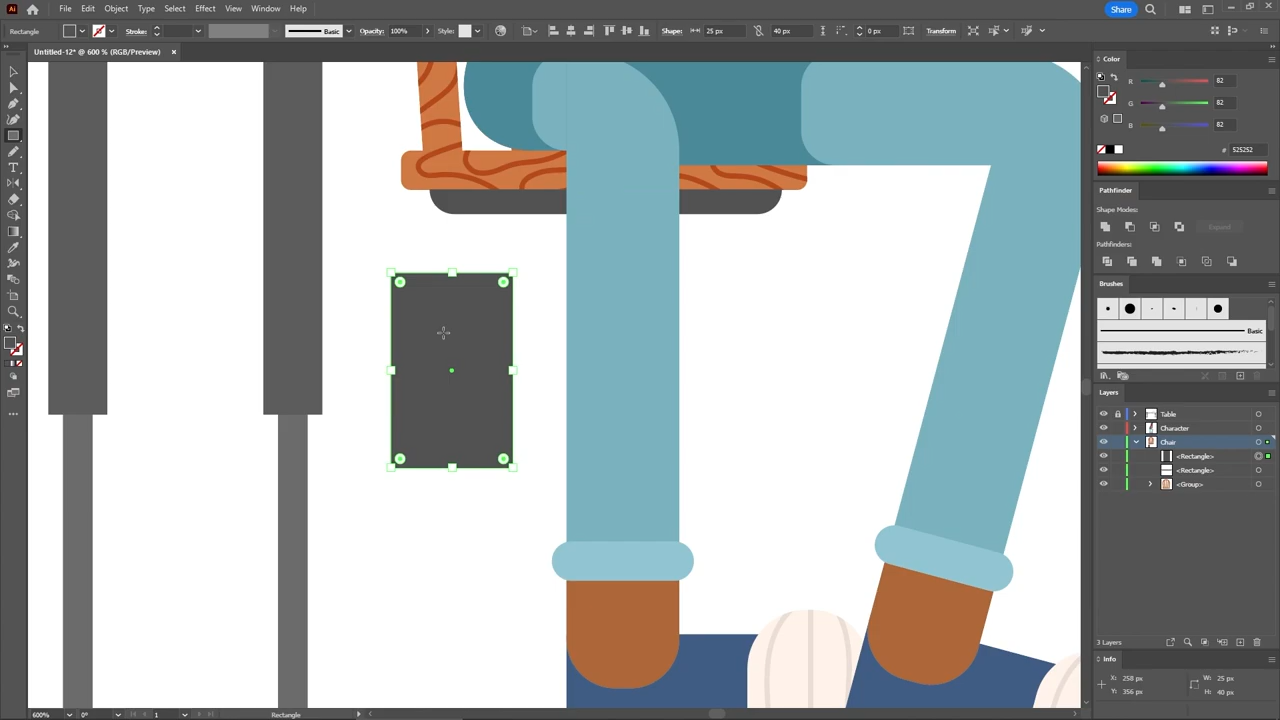 Ai File Edit Object Type Select Effect View Window Help Share
Rectangle Stroke: Basic Opacity: 100% Style: Shape: 25 px 40 px 0 px Transform
Untitled-12* @ 600 % (RGB/Preview)
Color
R 82
G 82
B 82
# 525252
Pathfinder
Shape Modes:
Expand
Pathfinders:
Brushes
Basic
Layers
Table
Character
Chair
<Rectangle>
<Rectangle>
<Group>
3 Layers
Info
X: 258 px W: 25 px
Y: 356 px H: 40 px
600% 0° 1 Rectangle